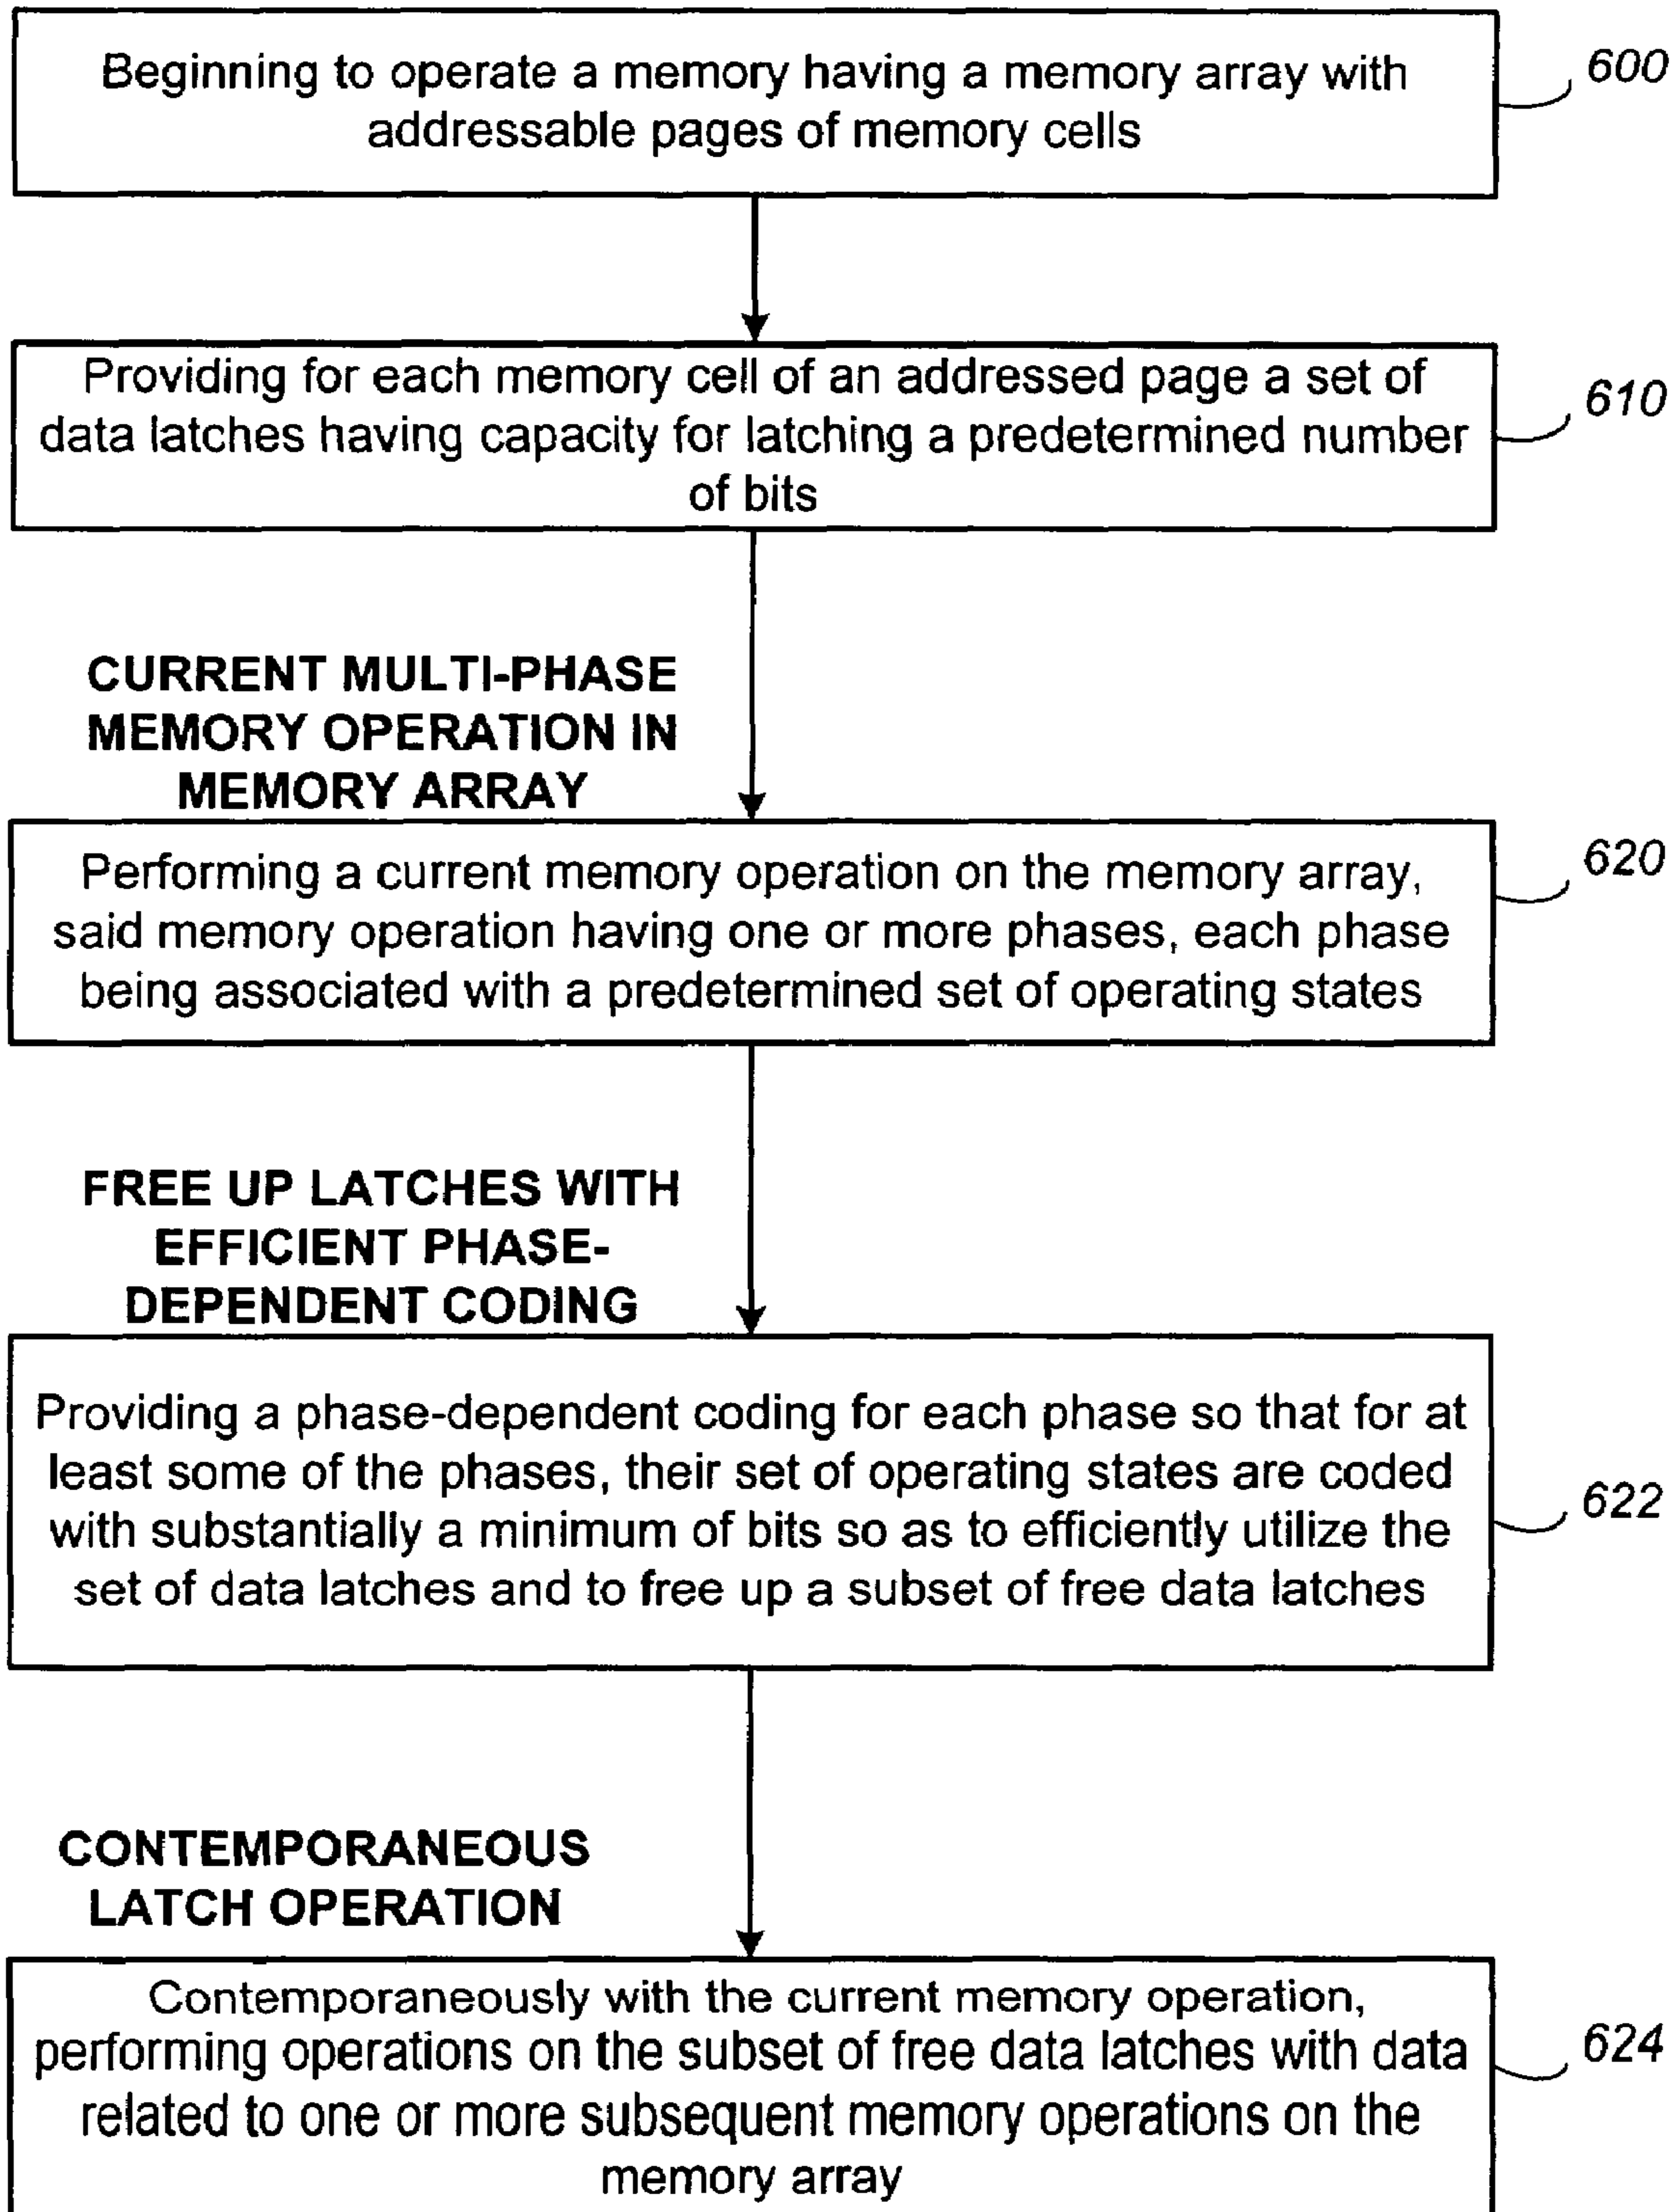 Beginning to operate a memory having a memory array with
addressable pages of memory cells
600
Providing for each memory cell of an addressed page a set of
data latches having capacity for latching a predetermined number
of bits
610
CURRENT MULTI-PHASE
MEMORY OPERATION IN
MEMORY ARRAY
Performing a current memory operation on the memory array,
said memory operation having one or more phases, each phase
being associated with a predetermined set of operating states
620
FREE UP LATCHES WITH
EFFICIENT PHASE-
DEPENDENT CODING
Providing a phase-dependent coding for each phase so that for at
least some of the phases, their set of operating states are coded
with substantially a minimum of bits so as to efficiently utilize the
set of data latches and to free up a subset of free data latches
622
CONTEMPORANEOUS
LATCH OPERATION
Contemporaneously with the current memory operation,
performing operations on the subset of free data latches with data
related to one or more subsequent memory operations on the
memory array
624